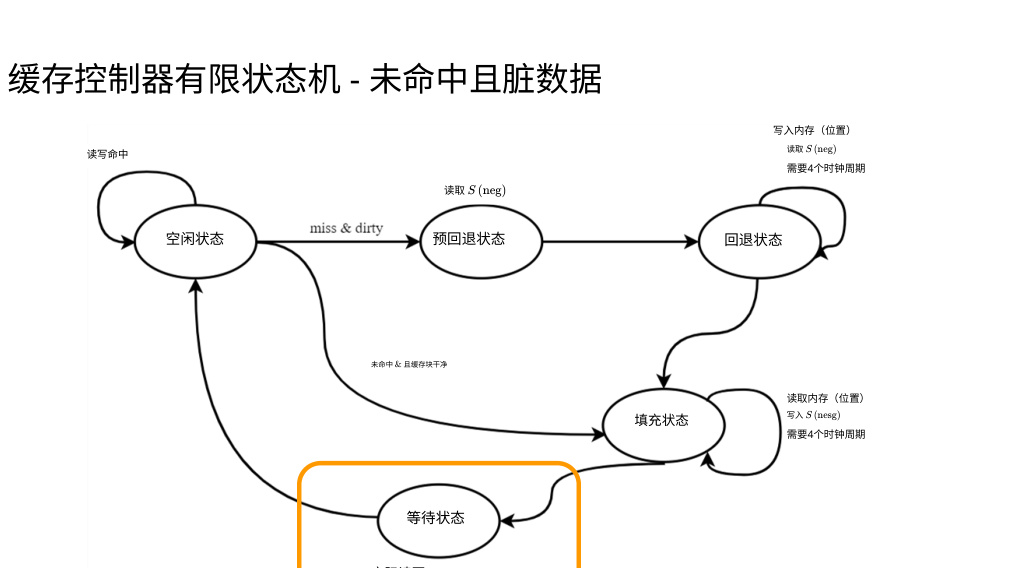 缓存控制器有限状态机 - 未命中且脏数据
写入内存（位置）
读取 S (neg)
需要4个时钟周期
读写命中
读取 S (neg)
miss & dirty
空闲状态
预回退状态
回退状态
未命中 & 且缓存块干净
填充状态
读取内存（位置）
写入 S (nesg)
需要4个时钟周期
等待状态